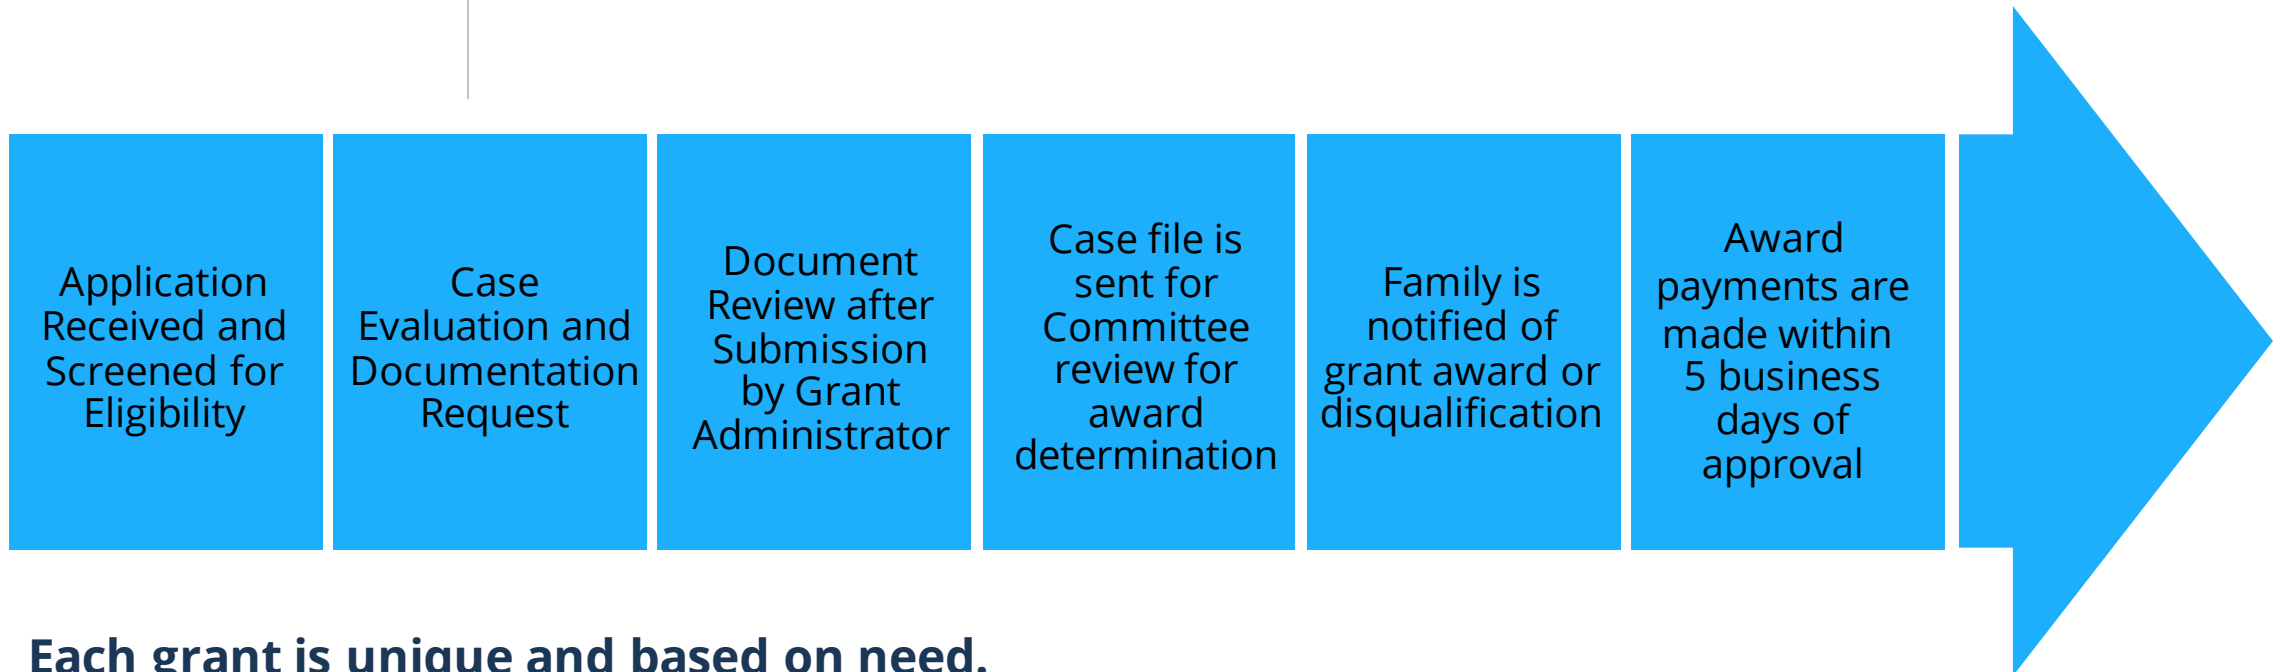 Application
Received and
Screened for
Eligibility
Case
Evaluation and
Documentation
Request
Document
Review after
Submission
by Grant
Administrator
Case file is
sent for
Committee
review for
award
determination
Family is
notified of
grant award or
disqualification
Award
payments are
made within
5 business
days of
approval
Each grant is unique and based on need.